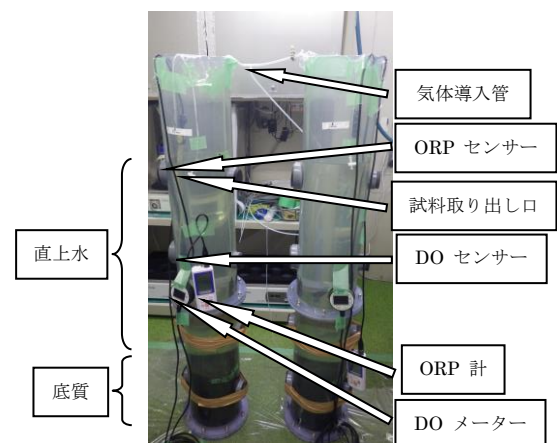 気体導入管
ORP センサー
試料取り出し口
直上水
DO センサー
ORP 計
底質
DO メーター